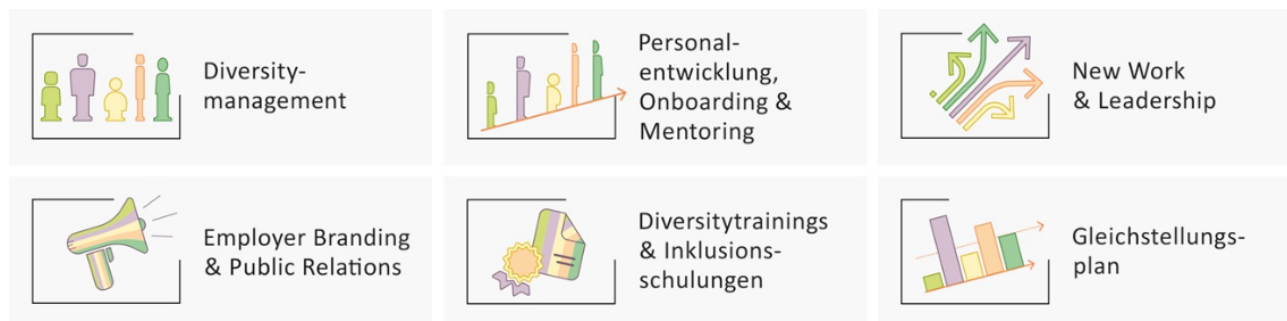 Diversity-
management
Personal-
entwicklung,
Onboarding &
Mentoring
New Work
& Leadership
Employer Branding
& Public Relations
Diversitytrainings
& Inklusions-
schulungen
Gleichstellungs-
plan